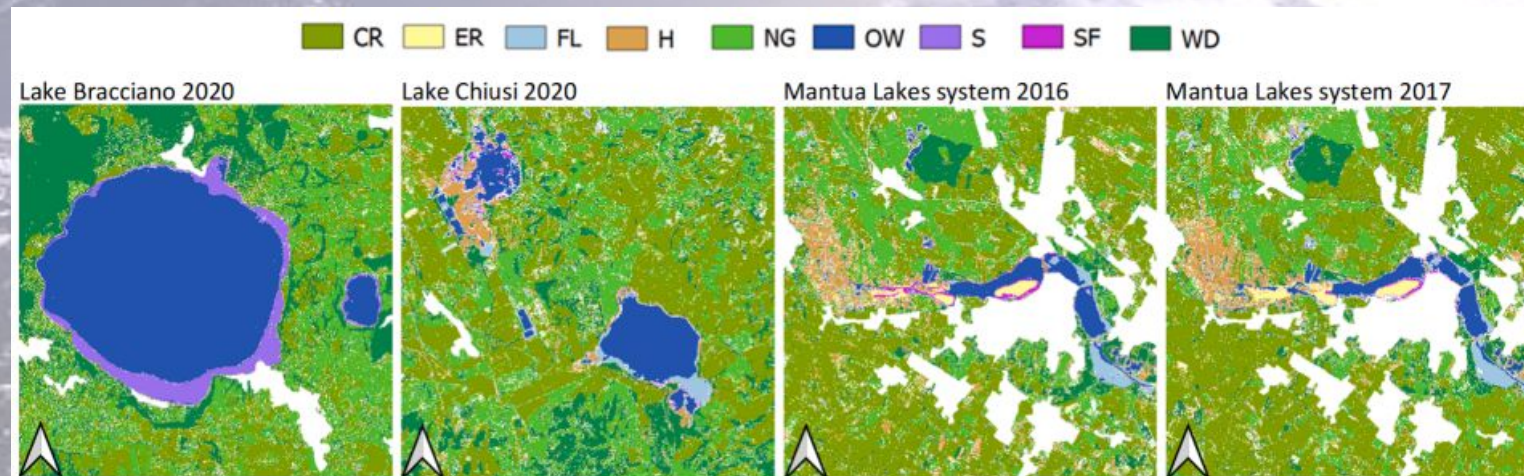 CR ER FL H NG OW S SF WD
Lake Bracciano 2020 Lake Chiusi 2020 Mantua Lakes system 2016 Mantua Lakes system 2017